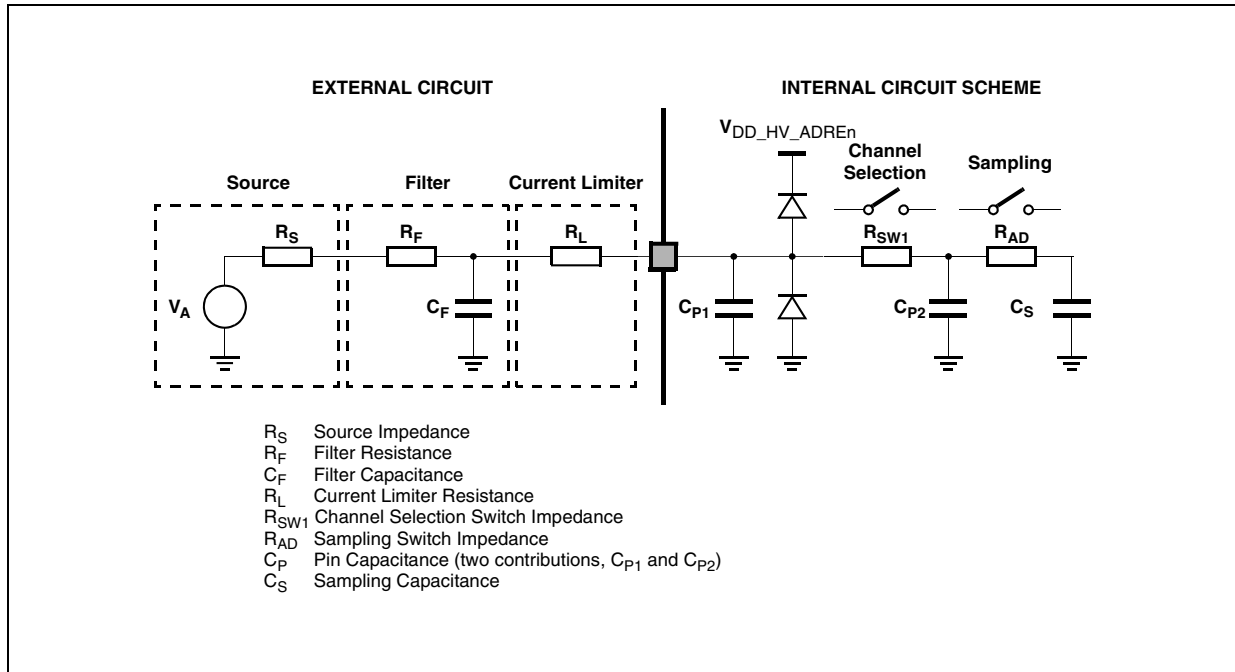 EXTERNAL CIRCUIT
INTERNAL CIRCUIT SCHEME
VDD_HV_ADREn
Channel
Selection
Sampling
Source
Filter
Current Limiter
RS
RF
RL
RSW1
RAD
VA
CF
CP1
CP2
CS
RS Source Impedance
RF Filter Resistance
CF Filter Capacitance
RL Current Limiter Resistance
RSW1 Channel Selection Switch Impedance
RAD Sampling Switch Impedance
CP Pin Capacitance (two contributions, CP1 and CP2)
CS Sampling Capacitance